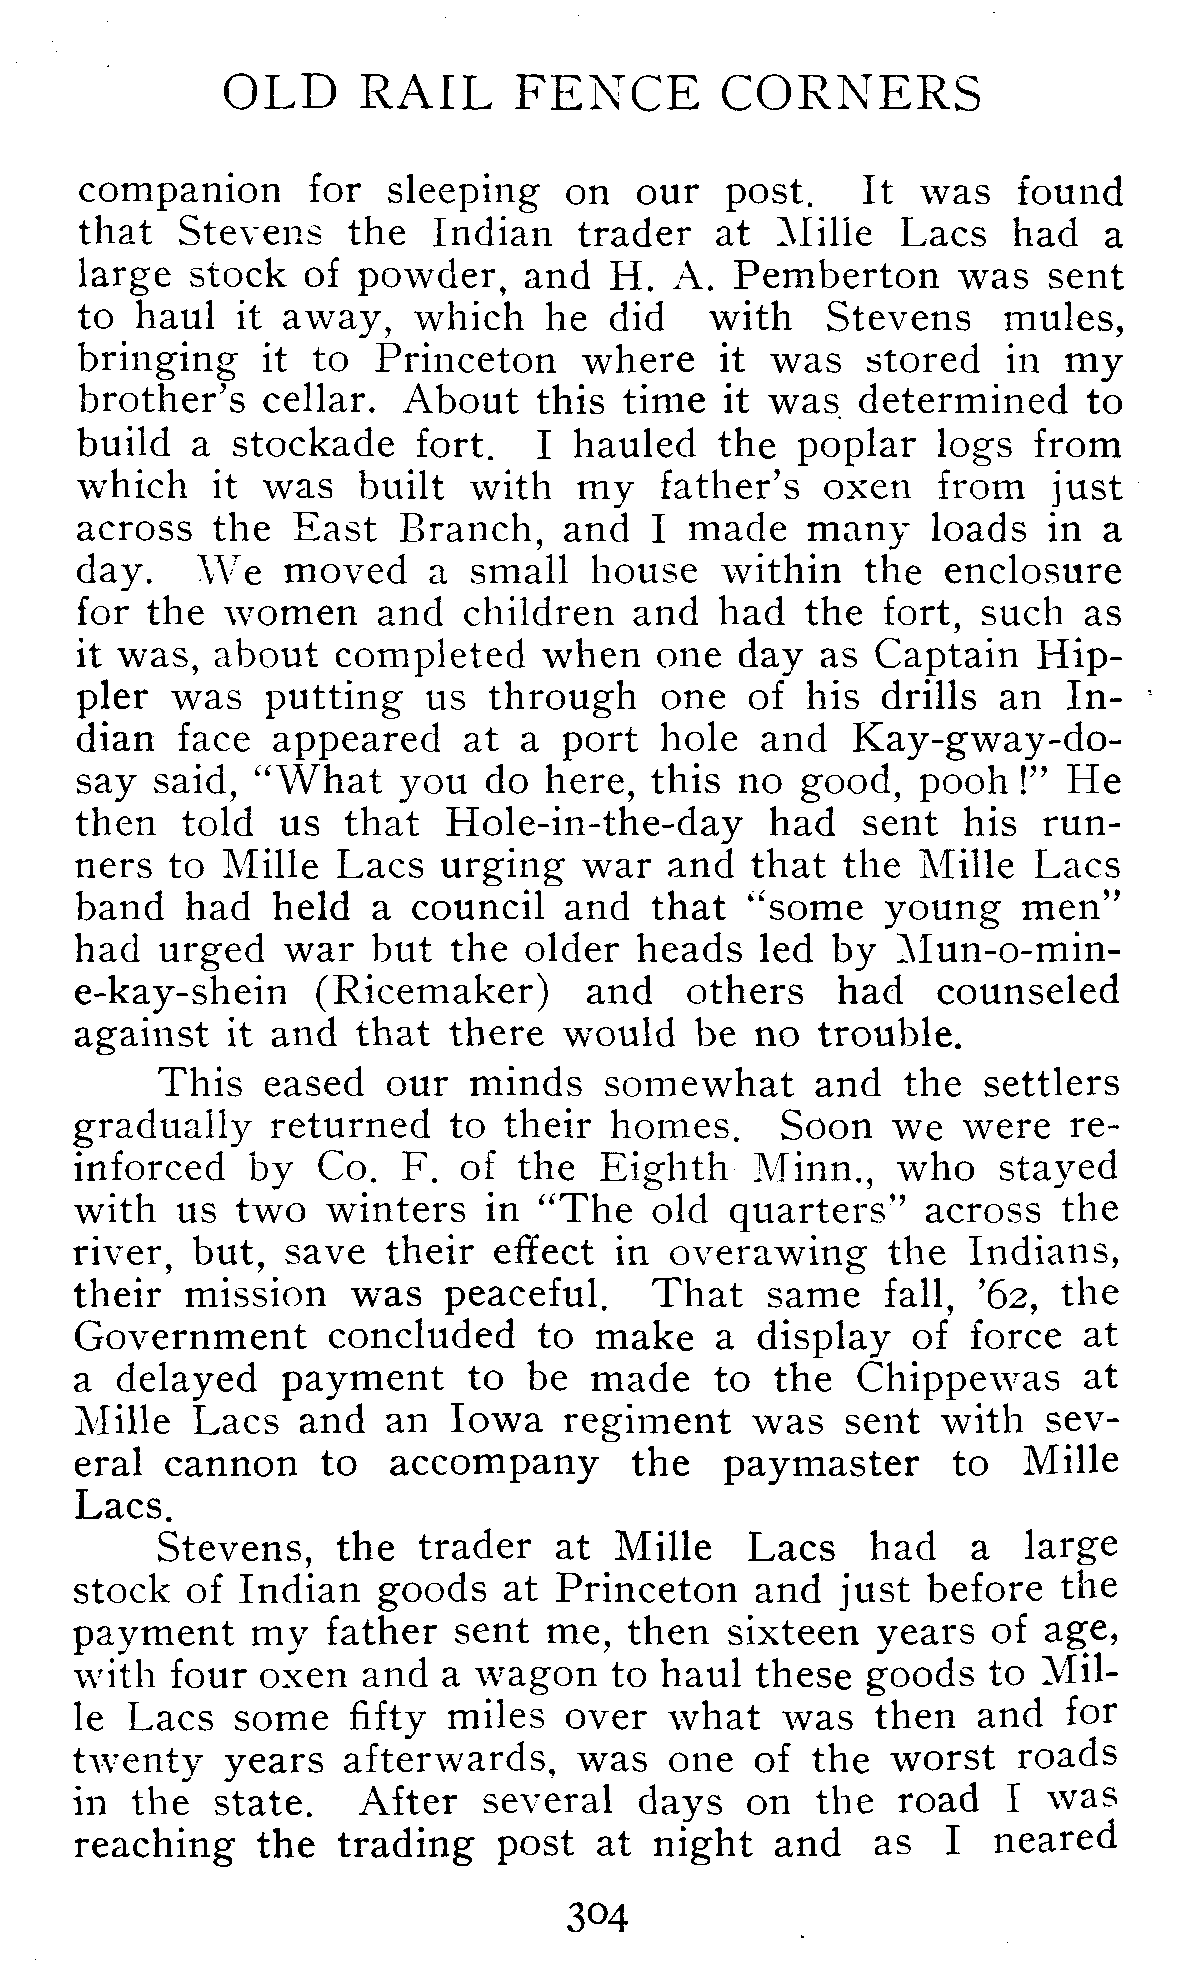 OLD RAIL FENCE CORNERS
companion for sleeping on our post. It was found
that Stevens the Indian trader at Mille Lacs had a
large stock of powder, and H. A. Pemberton was sent
to haul it away, which he did with Stevens mules,
bringing it to Princeton where it was stored in my
brother's cellar. About this time it was determined to
build a stockade fort. I hauled the poplar logs from
which it was built with my father's oxen from just
across the East Branch, and I made many loads in a
day. We moved a small house within the enclosure
for the women and children and had the fort, such as
it was, about completed when one day as Captain Hip-
pler was putting us through one of his drills an In-
dian face appeared at a port hole and Kay-gway-do-
say said, "What you do here, this no good, pooh!" He
then told us that Hole-in-the-day had sent his run-
ners to Mille Lacs urging war and that the Mille Lacs
band had held a council and that "some young men"
had urged war but the older heads led by Mun-o-min-
e-kay-shein (Ricemaker) and others had counseled
against it and that there would be no trouble.
This eased our minds somewhat and the settlers
gradually returned to their homes. Soon we were re-
inforced by Co. F. of the Eighth Minn., who stayed
with us two winters in "The old quarters" across the
river, but, save their effect in overawing the Indians,
their mission was peaceful. That same fall, '62, the
Government concluded to make a display of force at
a delayed payment to be made to the Chippewas at
Mille Lacs and an Iowa regiment was sent with sev-
eral cannon to accompany the paymaster to Mille
Lacs.
Stevens, the trader at Mille Lacs had a large
stock of Indian goods at Princeton and just before the
payment my father sent me, then sixteen years of age,
with four oxen and a wagon to haul these goods to Mil-
le Lacs some fifty miles over what was then and for
twenty years afterwards, was one of the worst roads
in the state. After several days on the road I was
reaching the trading post at night and as I neared
304